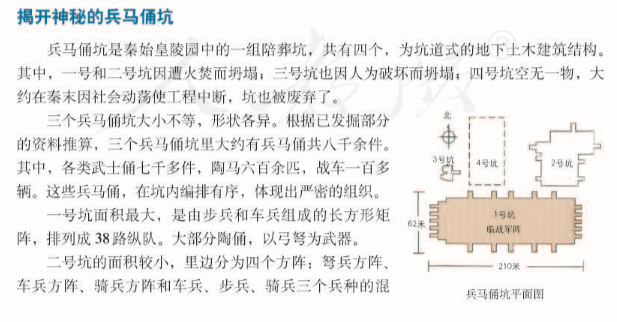 揭开神秘的兵马俑坑
兵马俑坑是秦始皇陵园中的一组陪葬坑，共有四个，为坑道式的地下土木建筑结构。
其中，一号和二号坑因遭火焚而坍塌；三号坑也因人为破坏而坍塌；四号坑空无一物，大
约在秦末因社会动荡使工程中断，坑也被废弃了。
三个兵马俑坑大小不等，形状各异。根据已发掘部分
的资料推算，三个兵马俑坑里大约有兵马俑共八千余件。
其中，各类武士俑七千多件，陶马六百余匹，战车一百多
辆。这些兵马俑，在坑内编排有序，体现出严密的组织。
一号坑面积最大，是由步兵和车兵组成的长方形矩
阵，排列成38路纵队。大部分陶俑，以弓弩为武器。
二号坑的面积较小，里边分为四个方阵：弩兵方阵、
车兵方阵、骑兵方阵和车兵、步兵、骑兵三个兵种的混
北
3号坑
4号坑
2号坑
1号坑
临战军阵
62米
210米
兵马俑坑平面图